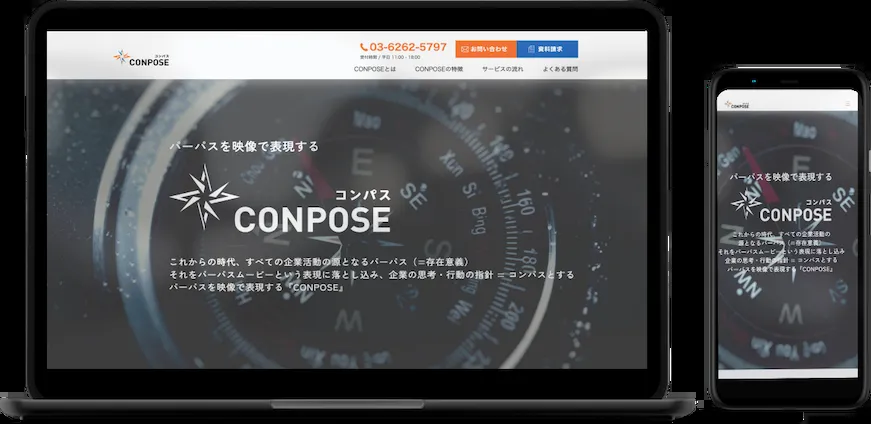 コンパス
CONPOSE
03-6262-5797
受付時間 / 平日 11:00 - 18:00
お問い合わせ
資料請求
CONPOSEとは
CONPOSEの特徴
サービスの流れ
よくある質問
パーパスを映像で表現する
コンパス
CONPOSE
これからの時代、すべての企業活動の源となるパーパス（=存在意義）
それをパーパスムービーという表現に落とし込み、企業の思考・行動の指針 = コンパスとする
パーパスを映像で表現する『CONPOSE』
N
E
SE
160
180
200
W
CONPOSE
パーパスを映像で表現する
コンパス
CONPOSE
これからの時代、すべての企業活動の
源となるパーパス（=存在意義）
それをパーパスムービーという表現に落とし込み
企業の思考・行動の指針 = コンパスとする
パーパスを映像で表現する『CONPOSE』